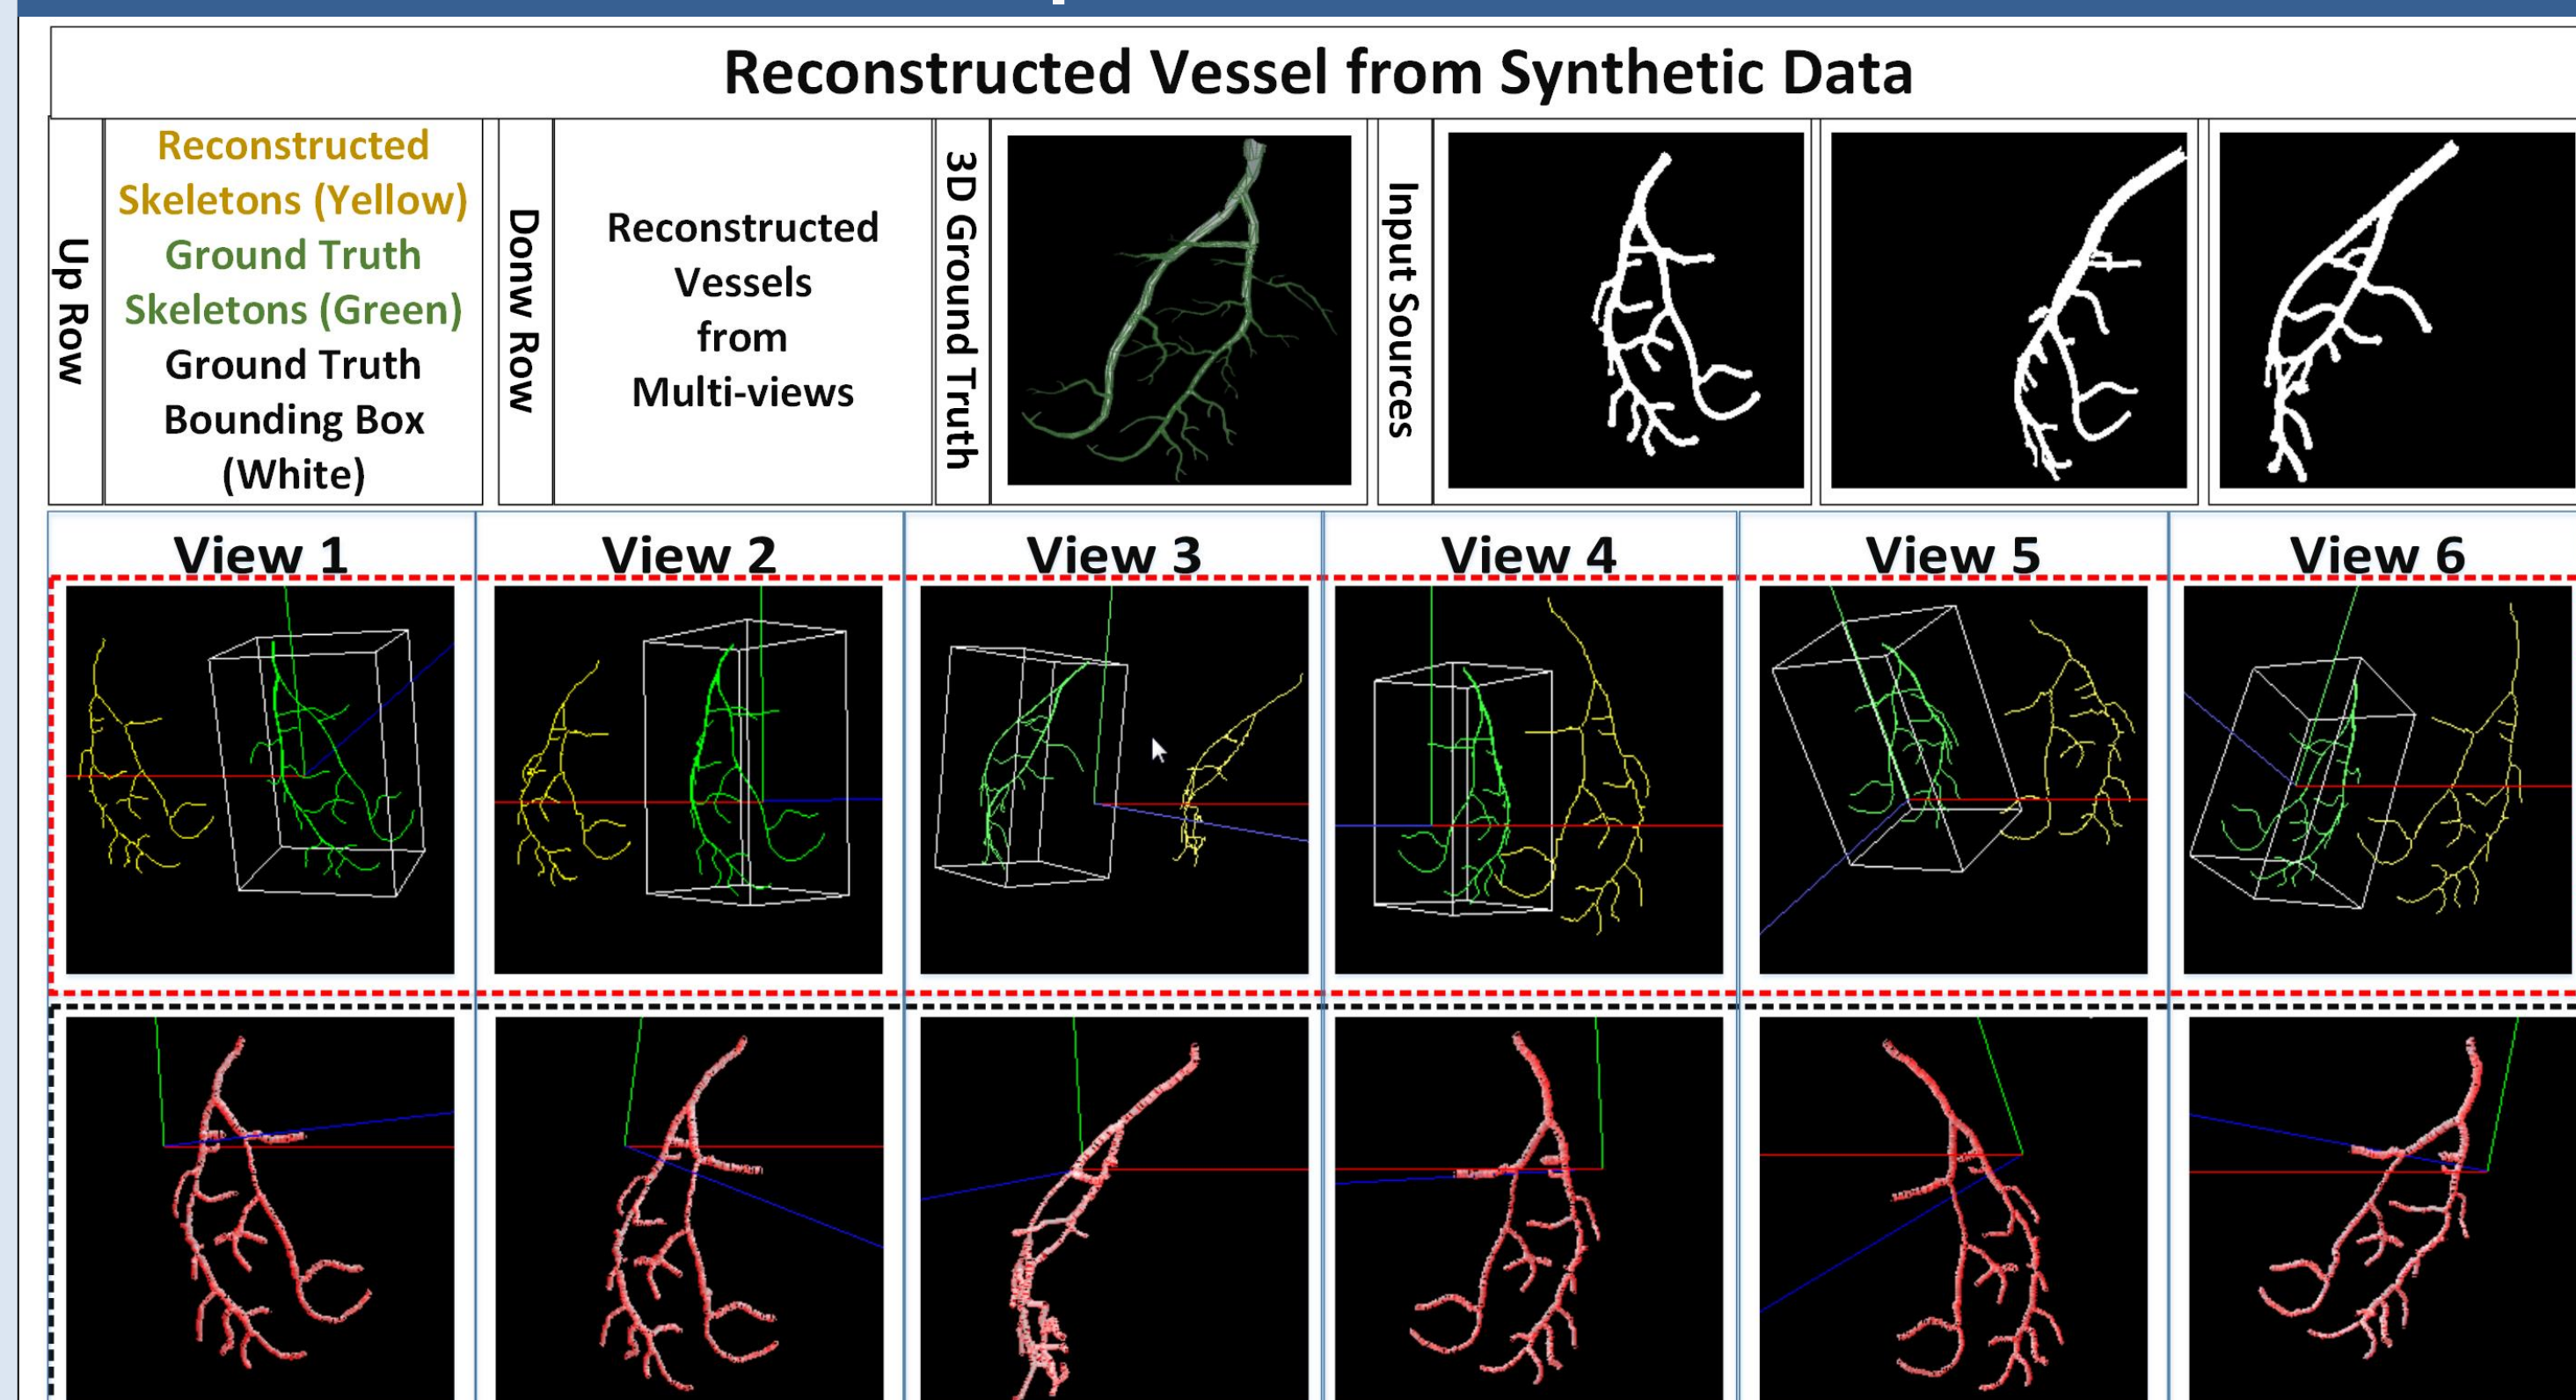 Reconstructed Vessel from Synthetic Data
Up Row
Reconstructed
Skeletons (Yellow)
Ground Truth
Skeletons (Green)
Ground Truth
Bounding Box
(White)
Donw Row
Reconstructed
Vessels
from
Multi-views
3D Ground Truth
Input Sources
View 1
View 2
View 3
View 4
View 5
View 6